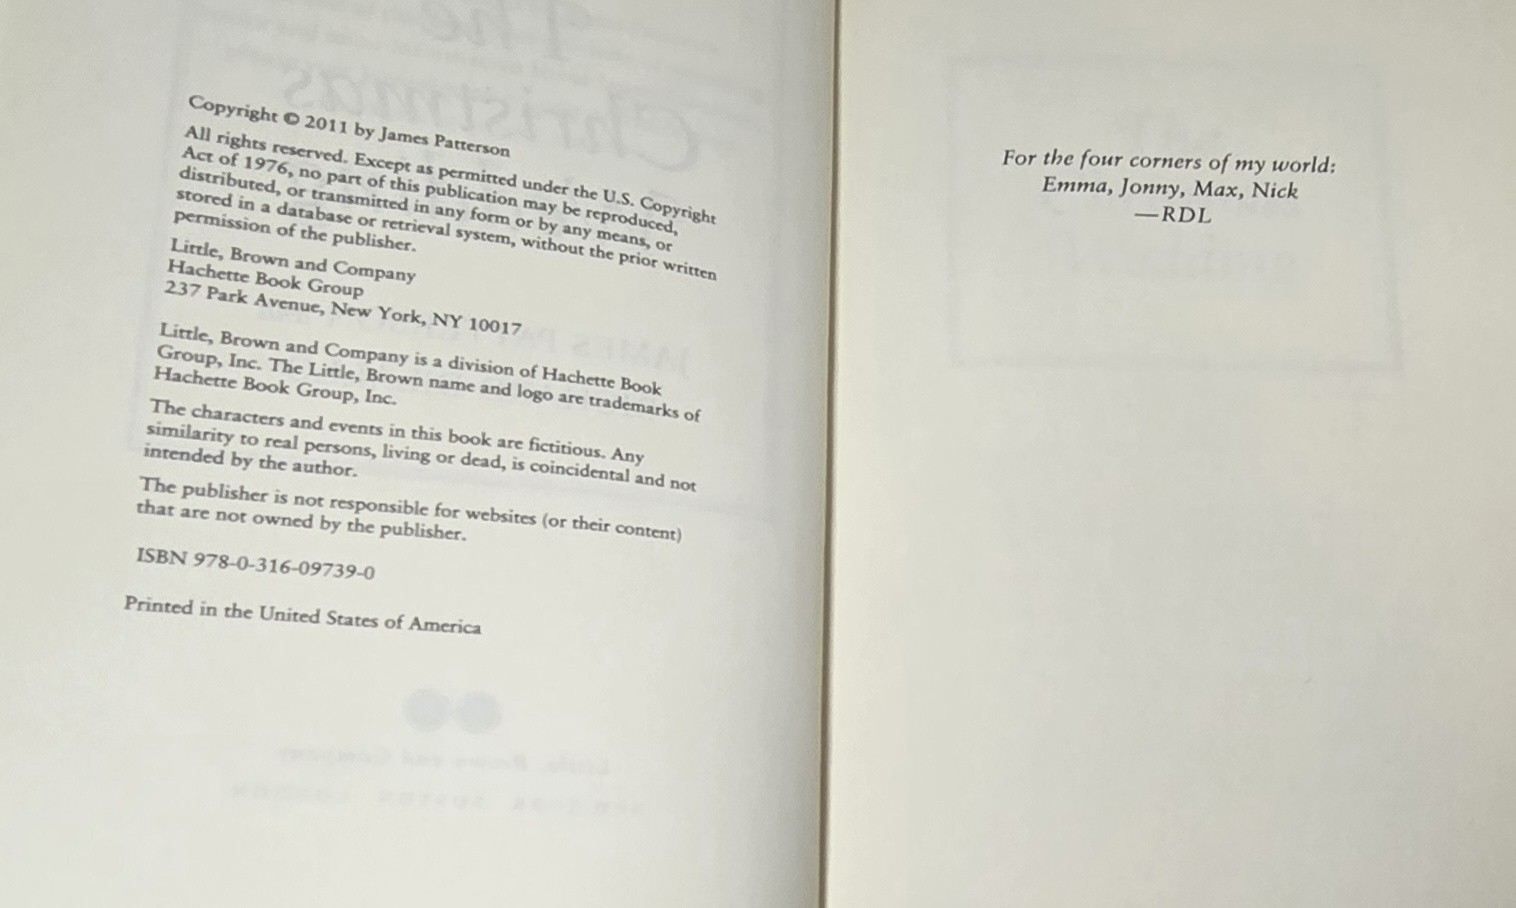 Copyright © 2011 by James Patterson
All rights reserved. Except as permitted under the U.S. Copyright
Act of 1976, no part of this publication may be reproduced,
distributed, or transmitted in any form or by any means, or
stored in a database or retrieval system, without the prior written
permission of the publisher.
Little, Brown and Company
Hachette Book Group
237 Park Avenue, New York, NY 10017
Little, Brown and Company is a division of Hachette Book
Group, Inc. The Little, Brown name and logo are trademarks of
Hachette Book Group, Inc.
The characters and events in this book are fictitious. Any
similarity to real persons, living or dead, is coincidental and not
intended by the author.
The publisher is not responsible for websites (or their content)
that are not owned by the publisher.
ISBN 978-0-316-09739-0
Printed in the United States of America
For the four corners of my world:
Emma, Jonny, Max, Nick
—RDL